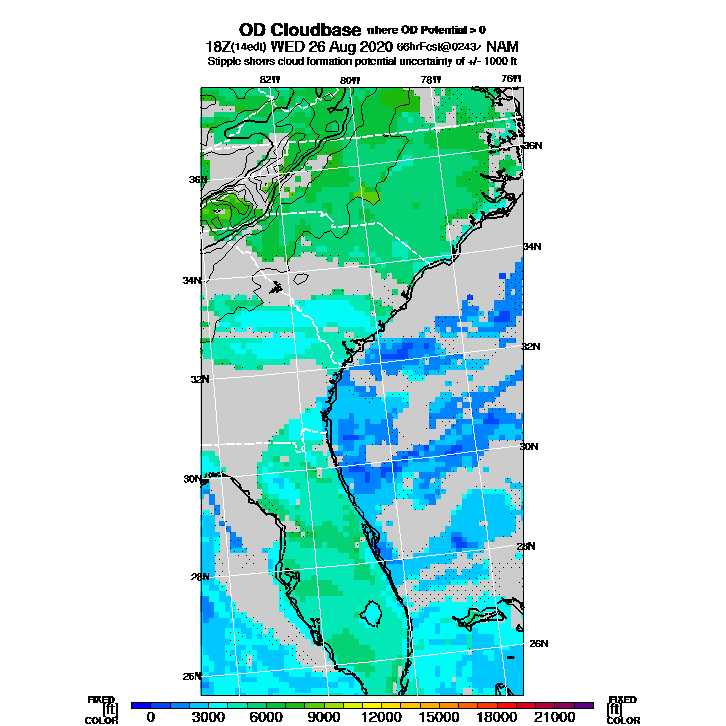 OD Cloudbase where OD Potential > 0
18Z(14edt) WED 26 Aug 2020 NAM
Stipple shows cloud formation potential uncertainty of +/- 1000 ft
82W 80W 78W 76W
36N
36N
34N
34N
32N
32N
30N
30N
28N
28N
26N
26N
FIXED FIXED
[ft] [ft]
COLOR COLOR
0 3000 6000 9000 12000 15000 18000 21000